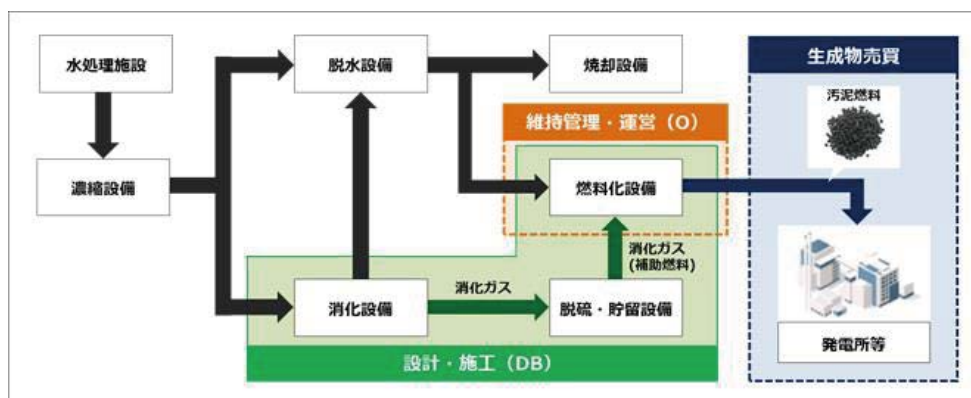 水処理施設
脱水設備
焼却設備
生成物売買
汚泥燃料
維持管理・運営（O）
濃縮設備
燃料化設備
消化ガス
(補助燃料)
消化ガス
消化設備
脱硫・貯留設備
発電所等
設計・施工（DB）